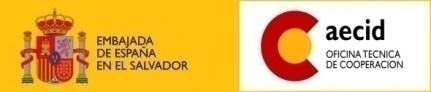 EMBAJADA
DE ESPAÑA
EN EL SALVADOR
aecid
OFICINA TECNICA
DE COOPERACION